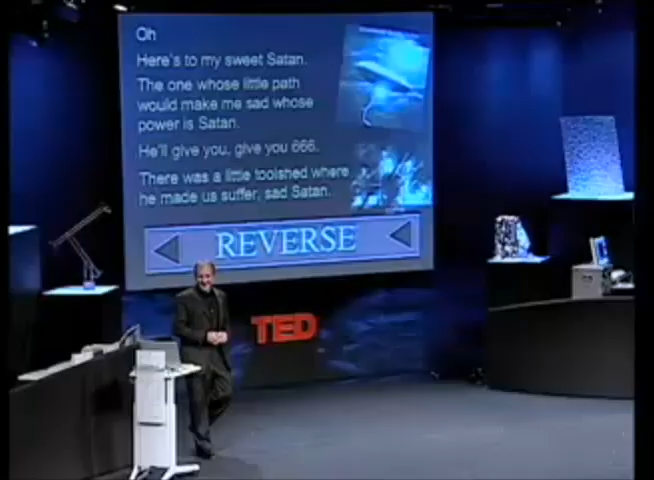 Oh
Here's to my sweet Satan.
The one whose little path
would make me sad whose
power is Satan.
He'll give you, give you 666.
There was a little toolshed where
he made us suffer, sad Satan.
REVERSE
TED